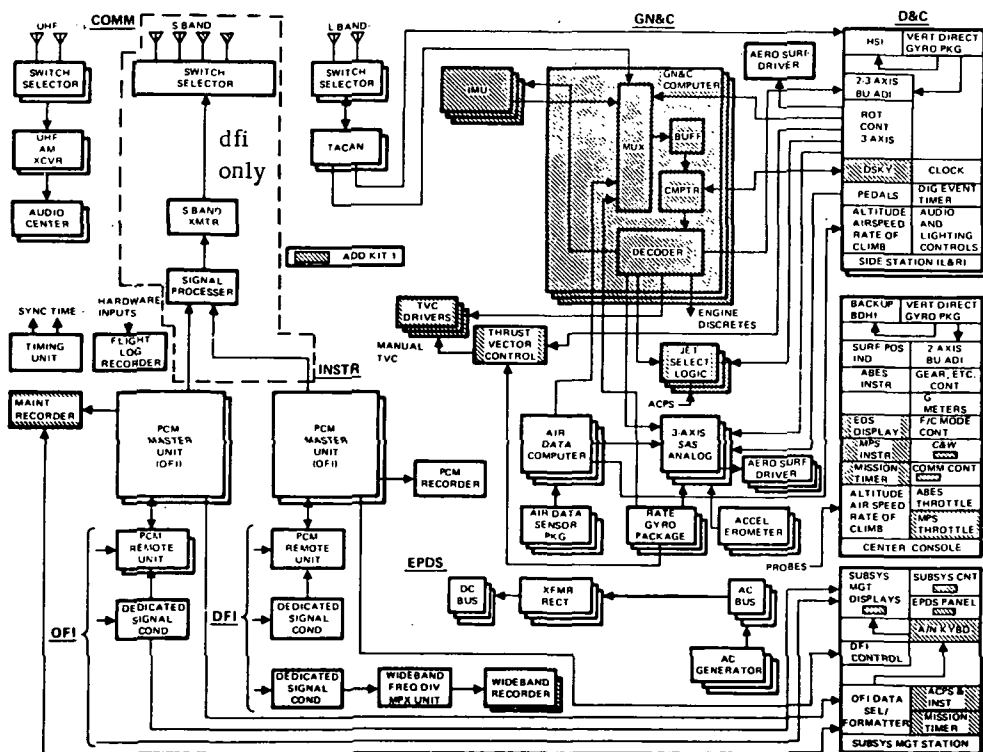 UHF
COMM
S BAND
L BAND
GN&C
D&C
SWITCH
SELECTOR
SWITCH
SELECTOR
SWITCH
SELECTOR
UHF
AM
XCVR
AUDIO
CENTER
dfi
only
S BAND
XMTR
SIGNAL
PROCESSER
TACAN
IMU
GN&C
COMPUTER
MUX
BUFF
CMPTR
DECODER
AERO SURF
DRIVER
HSI
VERT DIRECT
GYRO PKG
2-3 AXIS
BU ADI
ROT
CONT
3 AXIS
DSKY
CLOCK
PEDALS
DIG EVENT
TIMER
ALTITUDE
AIRSPEED
RATE OF
CLIMB
AUDIO
AND
LIGHTING
CONTROLS
SIDE STATION (L&R)
ADD KIT 1
SYNC TIME
HARDWARE
INPUTS
TIMING
UNIT
FLIGHT
LOG
RECORDER
INSTR
TVC
DRIVERS
MANUAL
TVC
THRUST
VECTOR
CONTROL
ENGINE
DISCRETES
JET
SELECT
LOGIC
ACPS
BACKUP
BDHI
VERT DIRECT
GYRO PKG
SURF POS
IND
2 AXIS
BU ADI
ABES
INSTR
GEAR, ETC.
CONT
G
METERS
EDS
DISPLAY
F/C MODE
CONT
MPS
INSTR
C&W
MISSION
TIMER
COMM CONT
ALTITUDE
AIR SPEED
RATE OF
CLIMB
ABES
THROTTLE
MPS
THROTTLE
CENTER CONSOLE
MAINT
RECORDER
PCM
MASTER
UNIT
(OFI)
PCM
MASTER
UNIT
(DFI)
PCM
RECORDER
AIR
DATA
COMPUTER
3-AXIS
SAS
ANALOG
AERO SURF
DRIVER
AIR DATA
SENSOR
PKG
RATE
GYRO
PACKAGE
ACCEL
EROMETER
PROBES
PCM
REMOTE
UNIT
PCM
REMOTE
UNIT
DEDICATED
SIGNAL
COND
DEDICATED
SIGNAL
COND
OFI
DFI
EPDS
DC
BUS
XFMR
RECT
AC
BUS
AC
GENERATOR
DEDICATED
SIGNAL
COND
WIDEBAND
FREQ DIV
MPX UNIT
WIDEBAND
RECORDER
SUBSYS
MGT
DISPLAYS
SUBSYS CNT
EPDS PANEL
A/N KYBD
DFI
CONTROL
OFI DATA
SEL/
FORMATTER
ACPS &
INST
MISSION
TIMER
SUBSYS MGT STATION